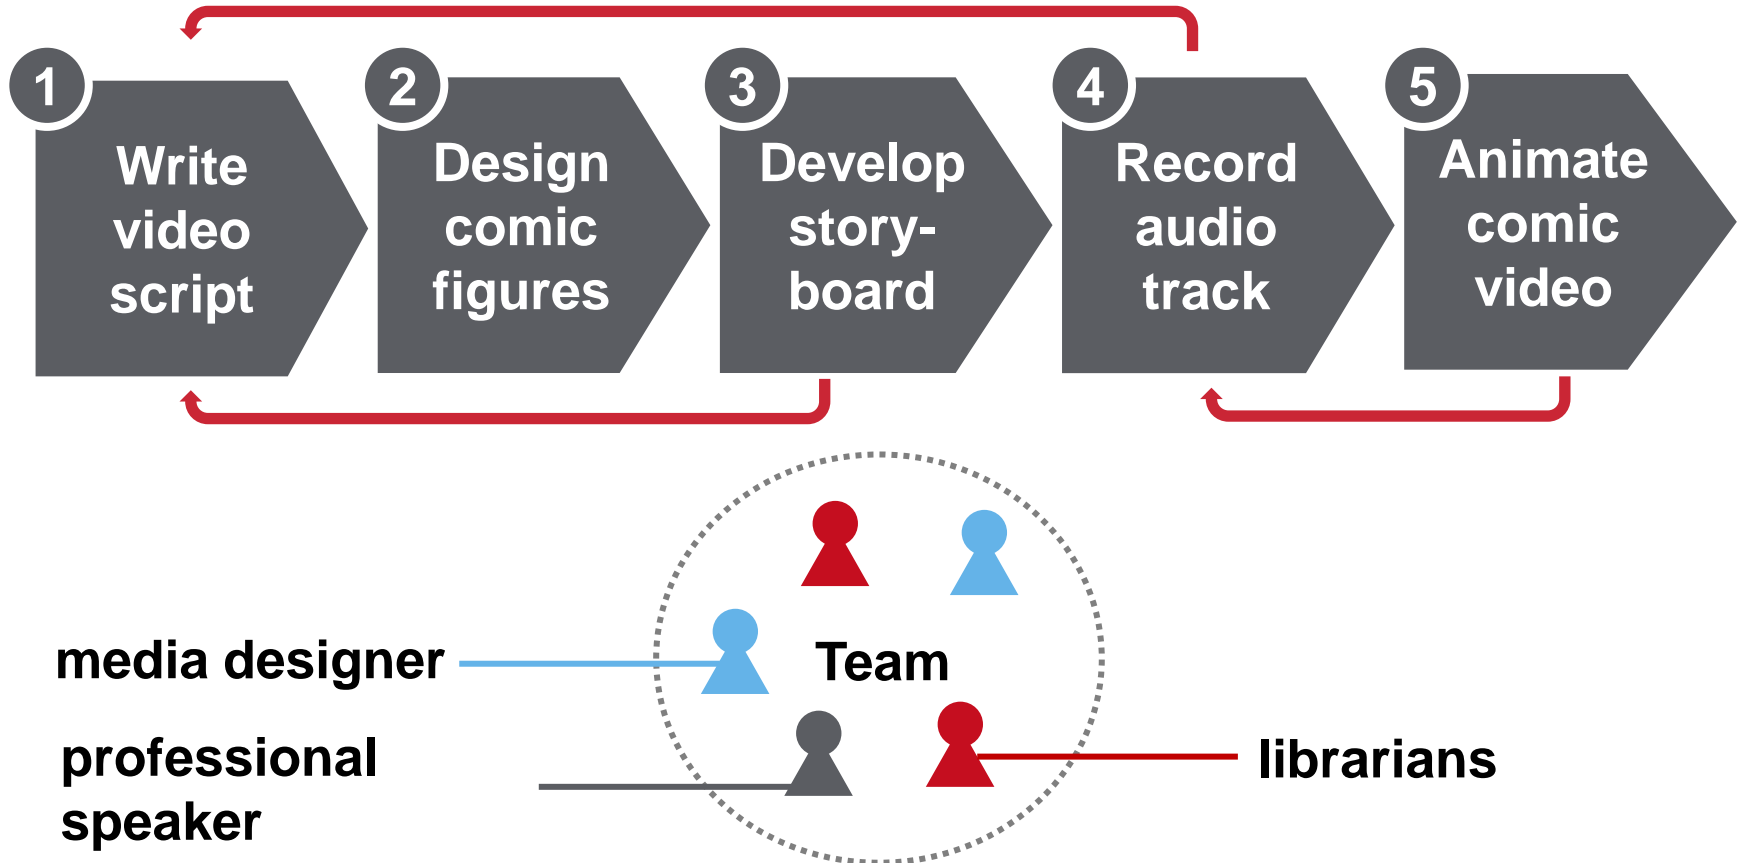 1
Write
video
script
2
Design
comic
figures
3
Develop
story-
board
4
Record
audio
track
5
Animate
comic
video
media designer
Team
professional
speaker
librarians